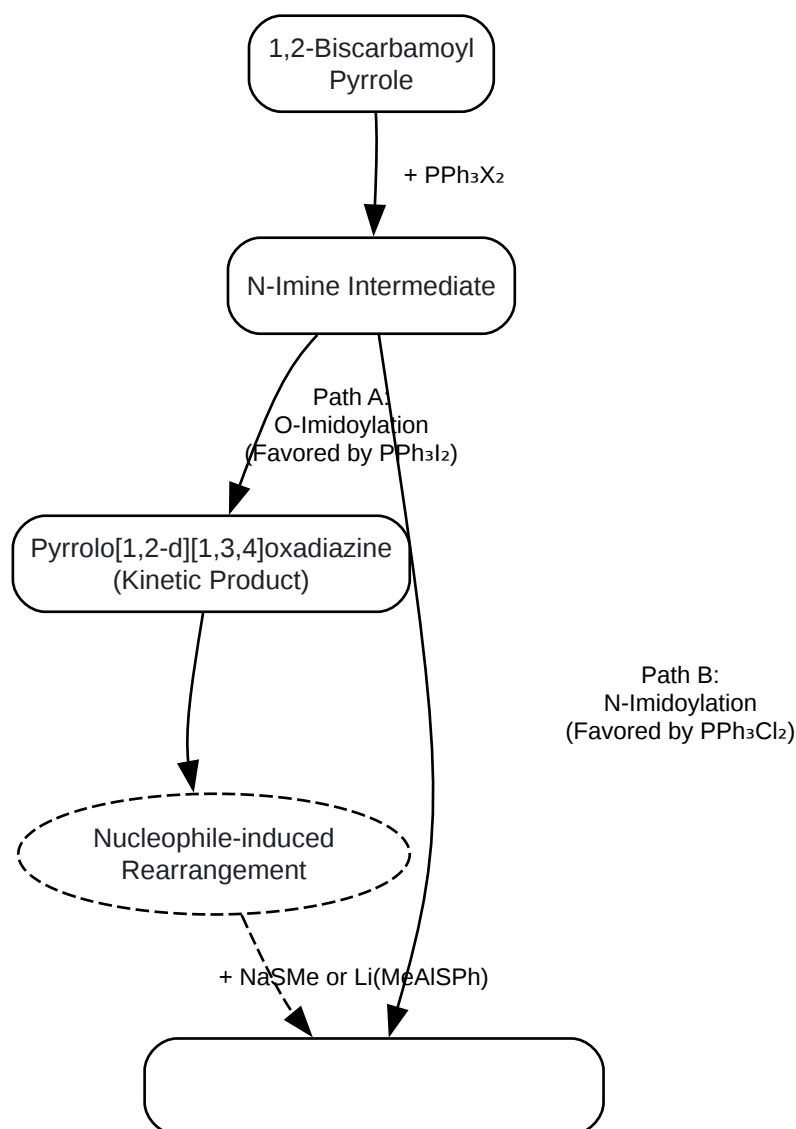 1,2-Biscarbamoyl
Pyrrole
+ PPh₃X₂
N-Imine Intermediate
Path A:
O-Imidoylation
(Favored by PPh₃I₂)
Pyrrolo[1,2-d][1,3,4]oxadiazine
(Kinetic Product)
Path B:
N-Imidoylation
(Favored by PPh₃Cl₂)
Nucleophile-induced
Rearrangement
+ NaSMe or Li(MeAlSPh)